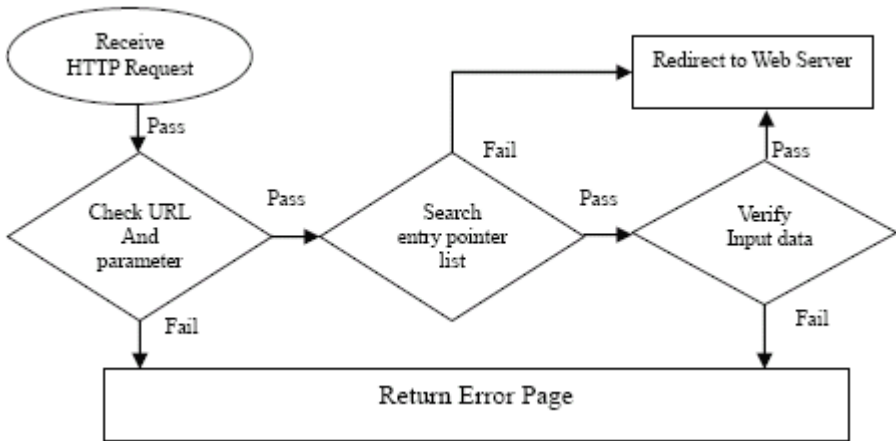 Receive
HTTP Request
Redirect to Web Server
Pass
Fail
Pass
Check URL
And
parameter
Pass
Search
entry pointer
list
Pass
Verify
Input data
Fail
Fail
Return Error Page